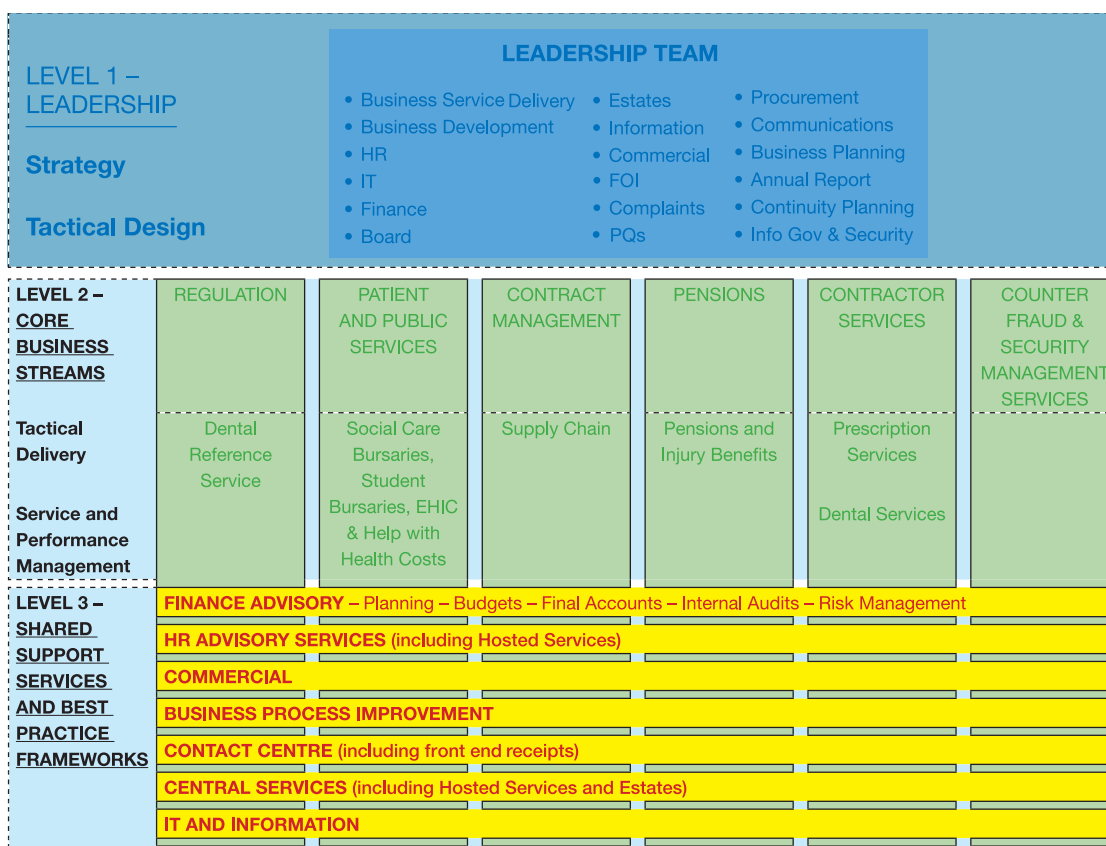 LEADERSHIP TEAM
LEVEL 1 –
LEADERSHIP
Strategy
Tactical Design
• Business Service Delivery
• Business Development
• HR
• IT
• Finance
• Board
• Estates
• Information
• Commercial
• FOI
• Complaints
• PQs
• Procurement
• Communications
• Business Planning
• Annual Report
• Continuity Planning
• Info Gov & Security
LEVEL 2 –
CORE
BUSINESS
STREAMS
Tactical
Delivery
Service and
Performance
Management
REGULATION
Dental
Reference
Service
PATIENT
AND PUBLIC
SERVICES
Social Care
Bursaries,
Student
Bursaries, EHIC
& Help with
Health Costs
CONTRACT
MANAGEMENT
Supply Chain
PENSIONS
Pensions and
Injury Benefits
CONTRACTOR
SERVICES
Prescription
Services
Dental Services
COUNTER
FRAUD &
SECURITY
MANAGEMENT
SERVICES
LEVEL 3 –
SHARED
SUPPORT
SERVICES
AND BEST
PRACTICE
FRAMEWORKS
FINANCE ADVISORY – Planning – Budgets – Final Accounts – Internal Audits – Risk Management
HR ADVISORY SERVICES (including Hosted Services)
COMMERCIAL
BUSINESS PROCESS IMPROVEMENT
CONTACT CENTRE (including front end receipts)
CENTRAL SERVICES (including Hosted Services and Estates)
IT AND INFORMATION